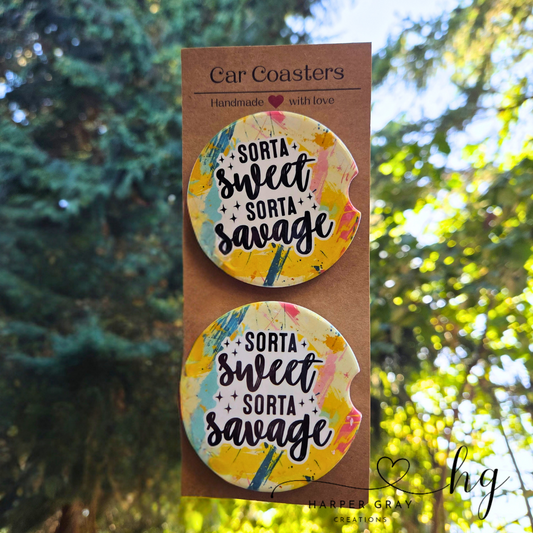 Car Coasters
Handmade ❤ with love
SORTA
sweet
SORTA
savage
SORTA
sweet
SORTA
savage
hg
HARPER GRAY
CREATIONS